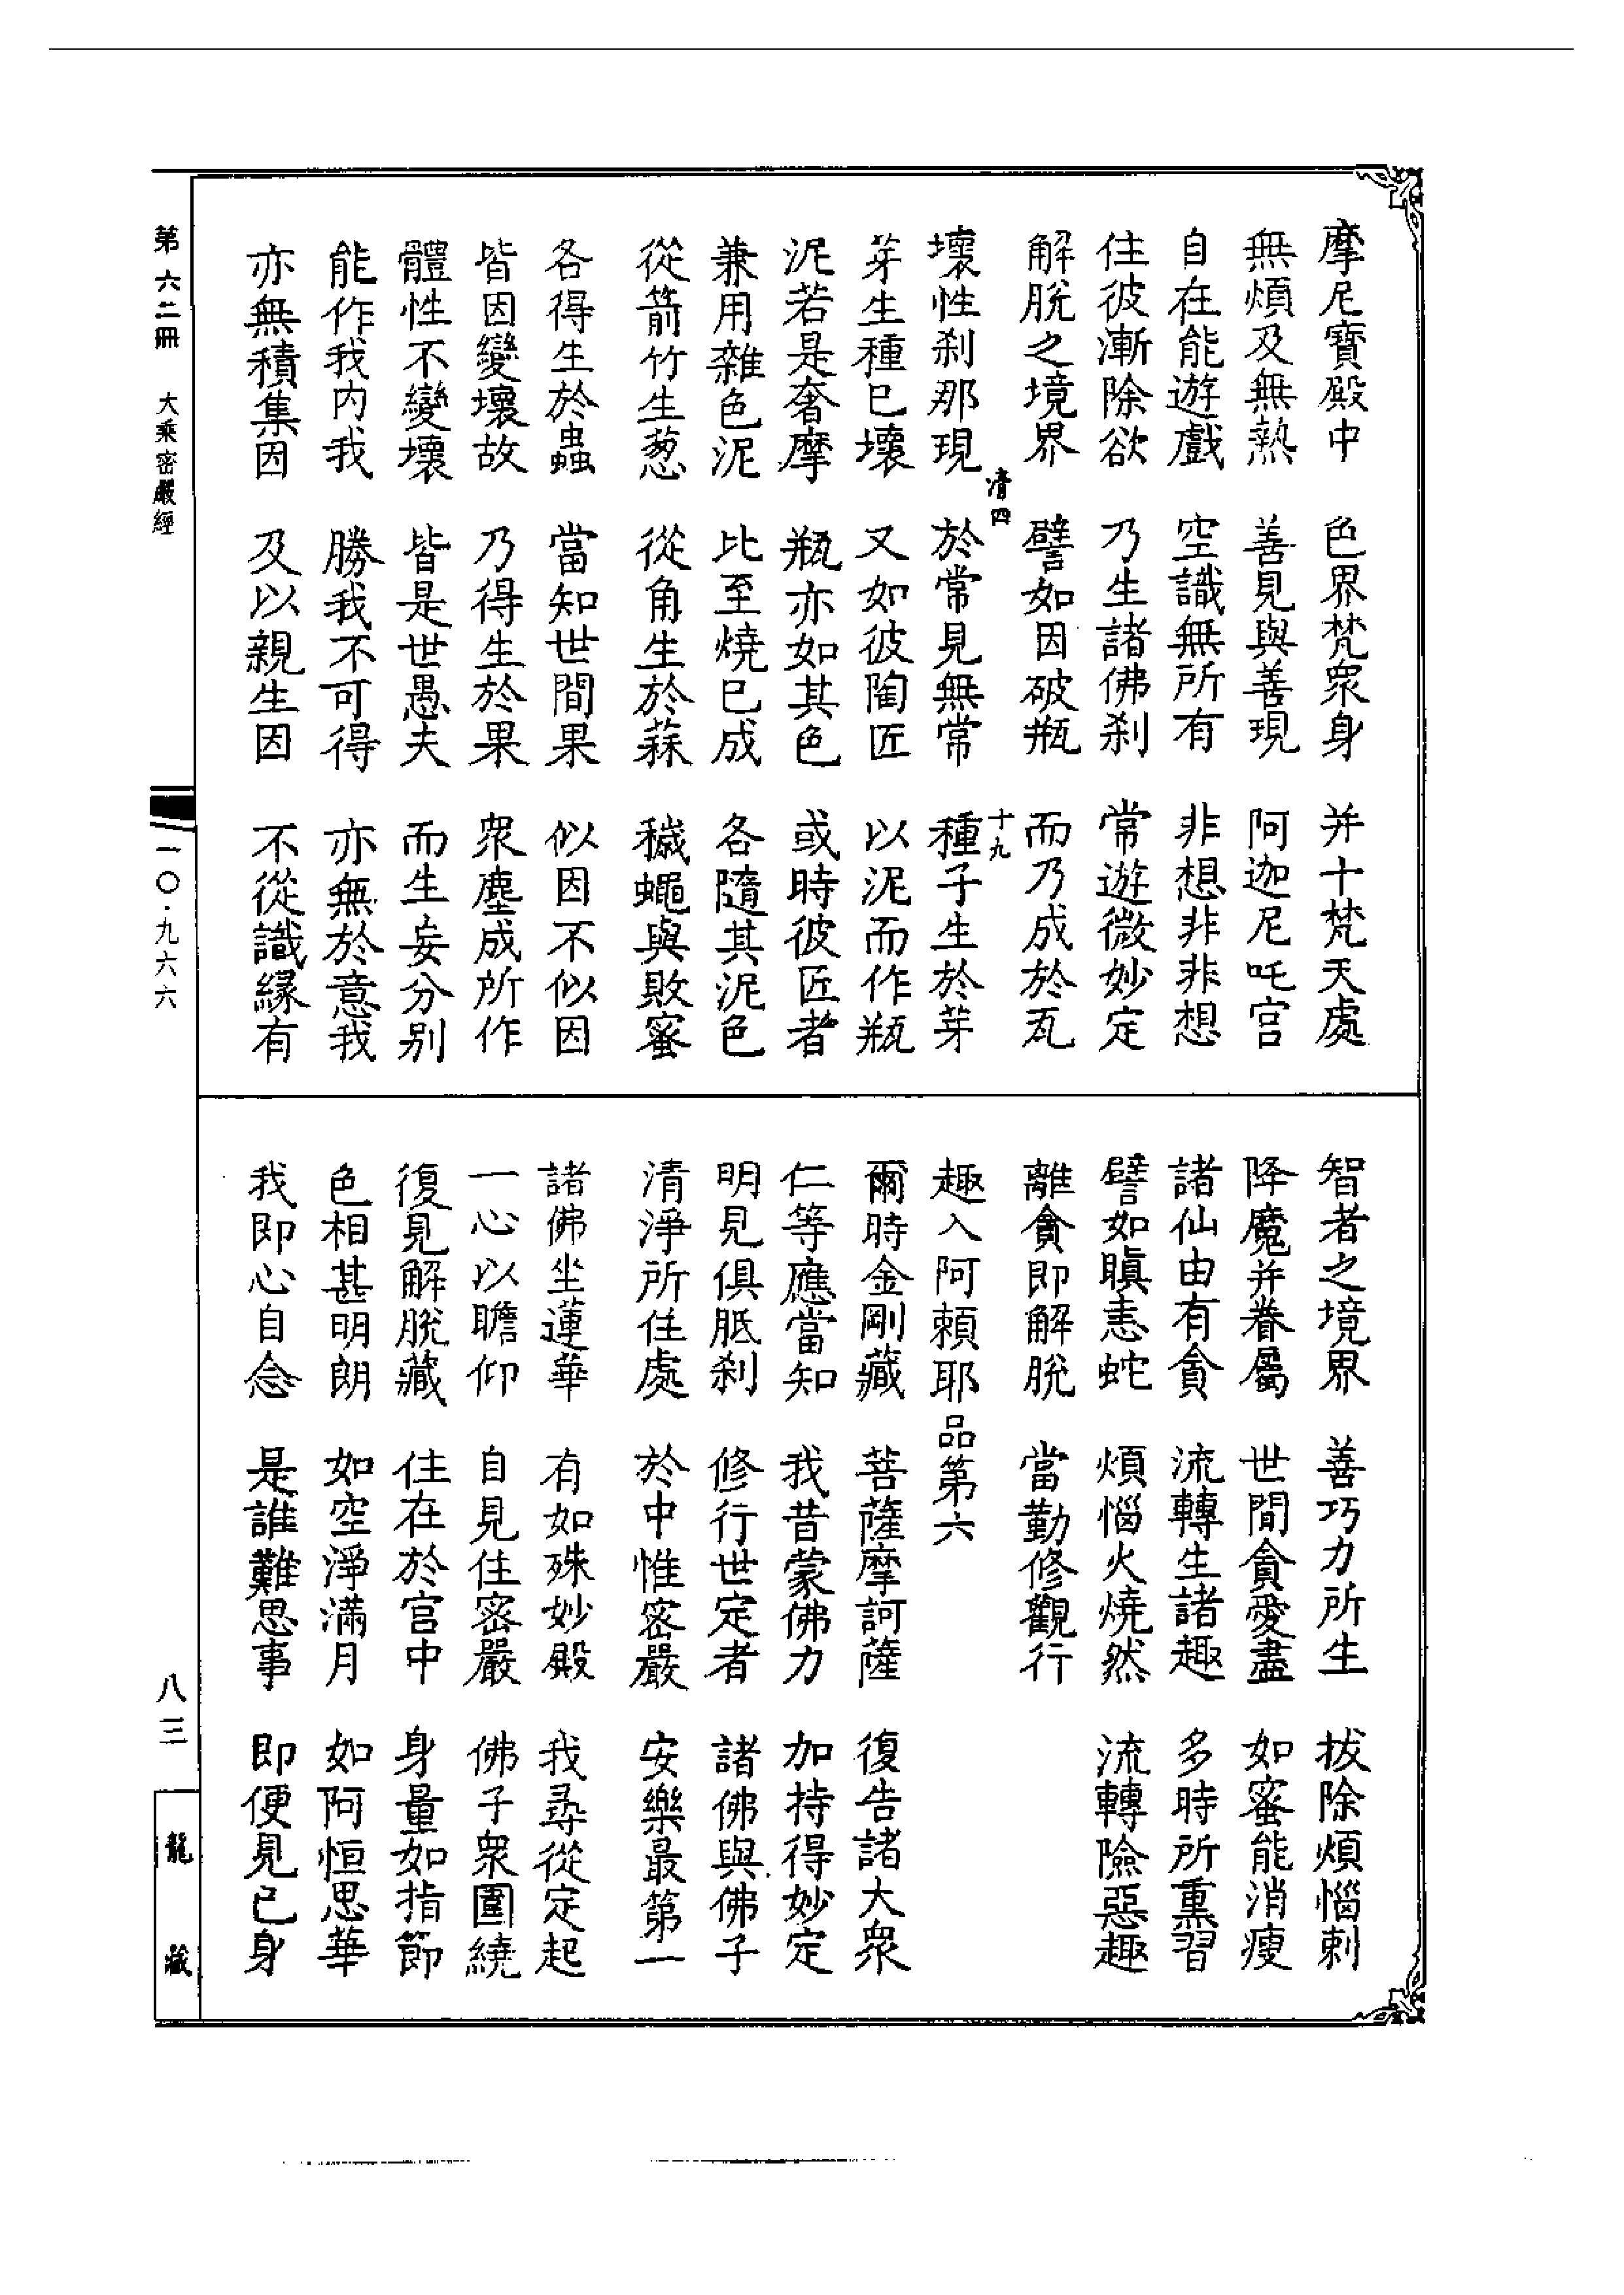 摩尼寶殿中　色界梵眾身　并十梵天處
無煩及無熱　善見與善現　阿迦尼吒宮
自在能遊戲　空識無所有　非想非非想
住彼漸除欲　乃生諸佛刹　常遊微妙定
解脫之境界　譬如因破瓶　而乃成於瓦
清四　十九
壞性刹那現　於常見無常　種子生於芽
芽生種已壞　又如彼陶匠　以泥而作瓶
泥若是奢摩　瓶亦如其色　或時彼匠者
兼用雜色泥　比至燒已成　各隨其泥色
從箭竹生葱　從角生於蒜　穢蠅與敗蜜
各得生於蟲　當知世間果　似因不似因
皆因變壞故　乃得生於果　眾塵成所作
體性不變壞　皆是世愚夫　而生妄分別
能作我內我　勝我不可得　亦無於意我
亦無積集因　及以親生因　不從識緣有
智者之境界　善巧力所生　拔除煩惱刺
降魔并眷屬　世間貪愛盡　如蜜能消瘦
諸仙由有貪　流轉生諸趣　多時所熏習
譬如瞋恚蛇　煩惱火燒然　流轉險惡趣
離貪即解脫　當勤修觀行
趣入阿賴耶品第六
爾時金剛藏　菩薩摩訶薩　復告諸大眾
仁等應當知　我昔蒙佛力　加持得妙定
明見俱胝刹　修行世定者　諸佛與佛子
清淨所住處　於中惟密嚴　安樂最第一
諸佛坐蓮華　有如殊妙殿　我尋從定起
一心以瞻仰　自見住密嚴　佛子眾圍繞
復見解脫藏　住在於宮中　身量如指節
色相甚明朗　如空淨滿月　如阿恒思華
我即心自念　是誰難思事　即便見己身
第六二冊　大乘密嚴經
一〇·九六六
八三
龍藏